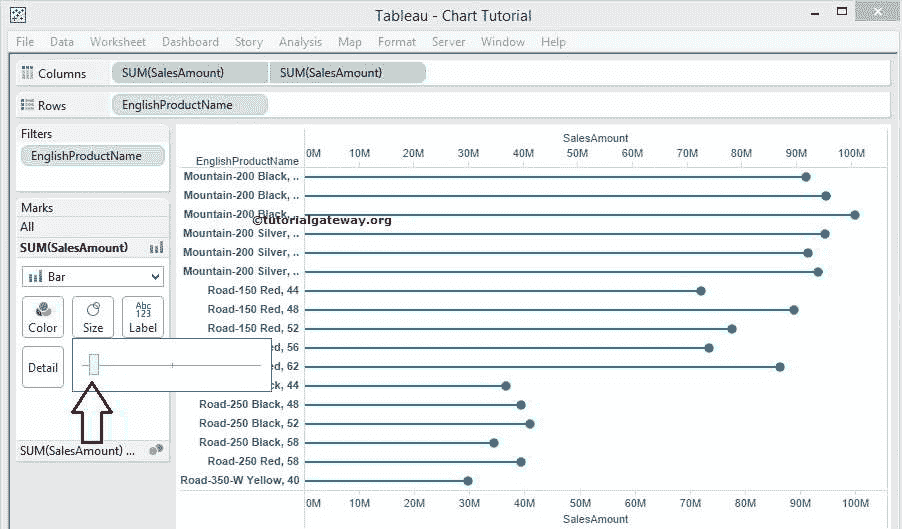 Tableau - Chart Tutorial
File Data Worksheet Dashboard Story Analysis Map Format Server Window Help
Columns SUM(SalesAmount) SUM(SalesAmount)
Rows EnglishProductName
Filters
EnglishProductName
Marks
All
SUM(SalesAmount)
Bar
Color Size Abc 123 Label
Detail
SUM(SalesAmount) ...
SalesAmount
EnglishProductName 0M 10M 20M 30M 40M 50M 60M 70M 80M 90M 100M
Mountain-200 Black, ..
Mountain-200 Black, ..
Mountain-200 Black, ..
©tutorialgateway.org
Mountain-200 Silver, ..
Mountain-200 Silver, ..
Mountain-200 Silver, ..
Road-150 Red, 44
Road-150 Red, 48
Road-150 Red, 52
ed, 56
ed, 62
ck, 44
Road-250 Black, 48
Road-250 Black, 52
Road-250 Black, 58
Road-250 Red, 58
Road-350-W Yellow, 40
0M 10M 20M 30M 40M 50M 60M 70M 80M 90M 100M
SalesAmount